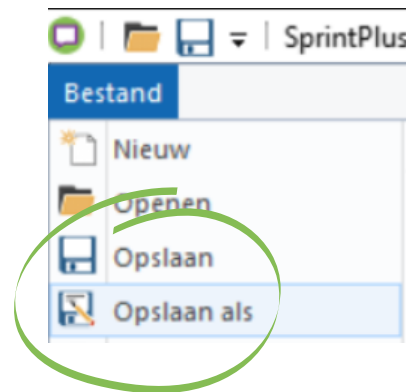 SprintPlus
Bestand
Nieuw
Openen
Opslaan
Opslaan als